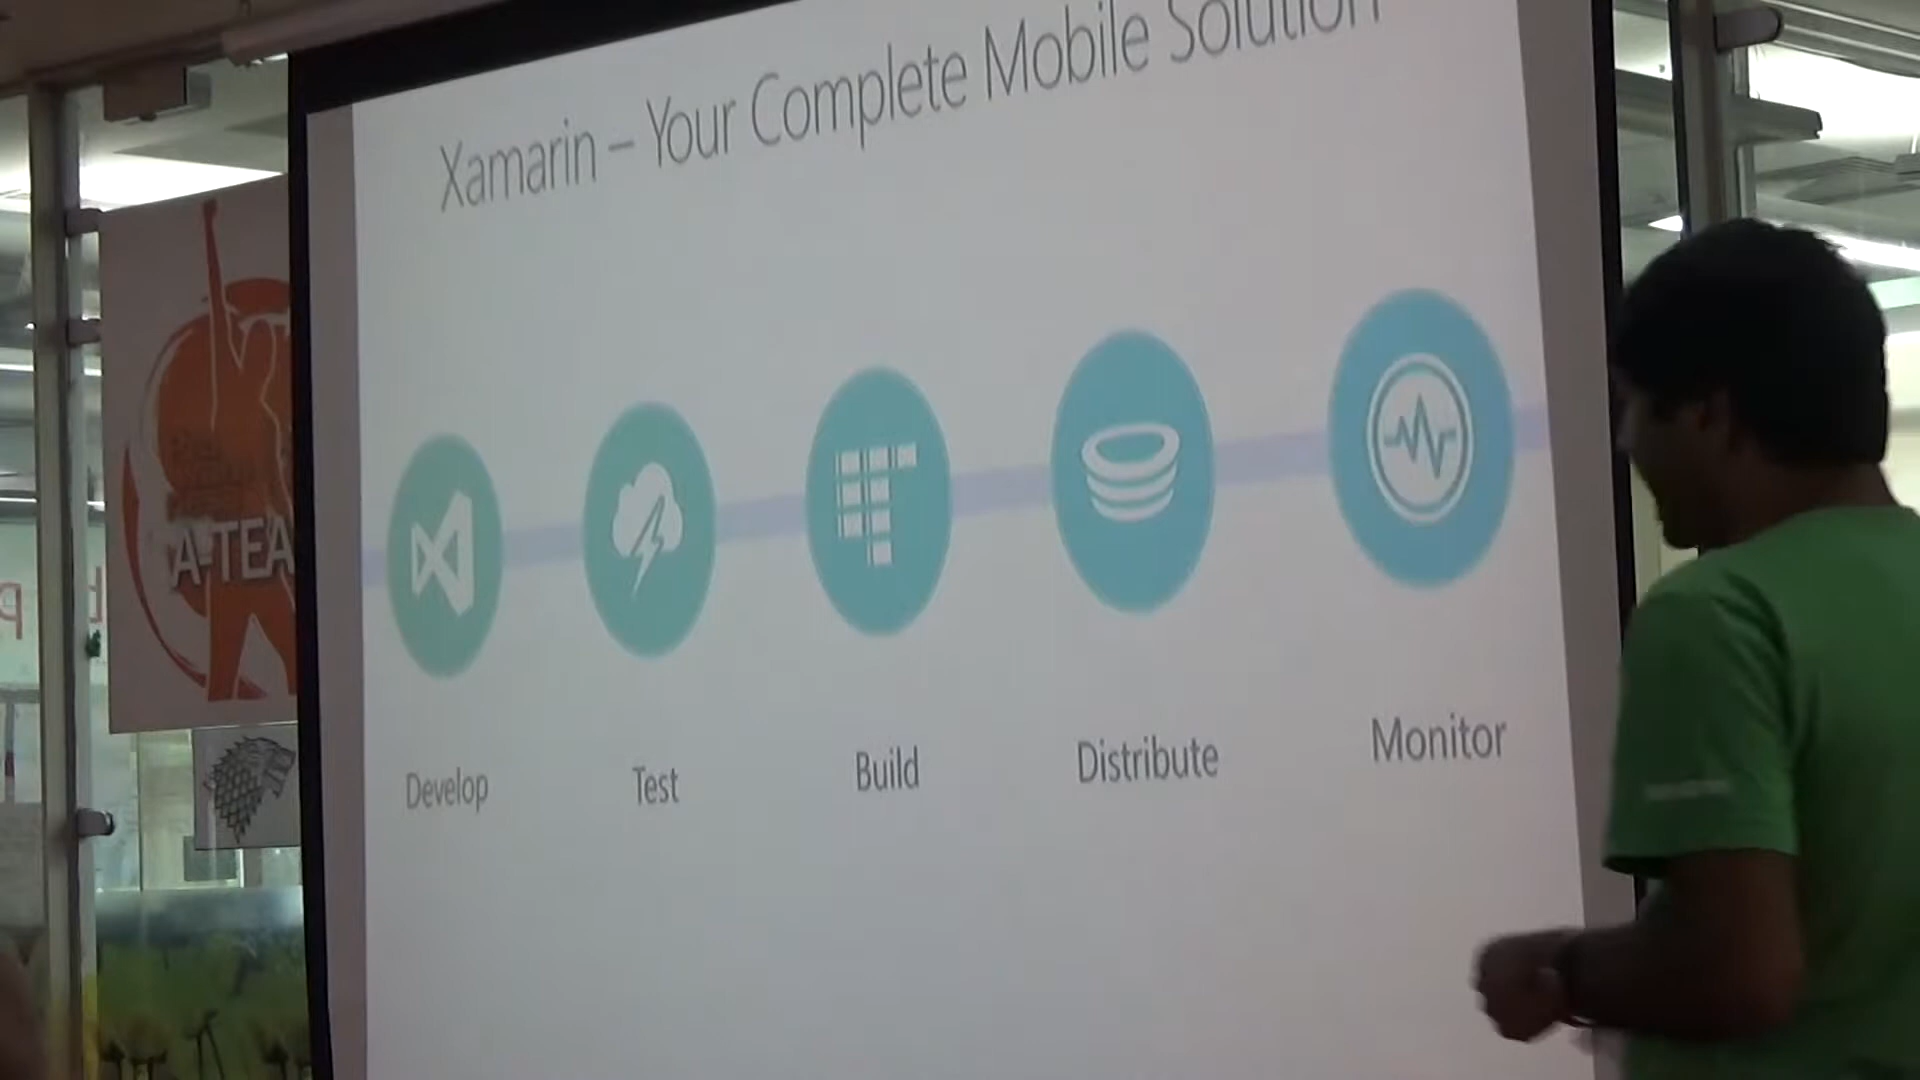 Xamarin – Your Complete Mobile Solution
Develop
Test
Build
Distribute
Monitor
A-TEA